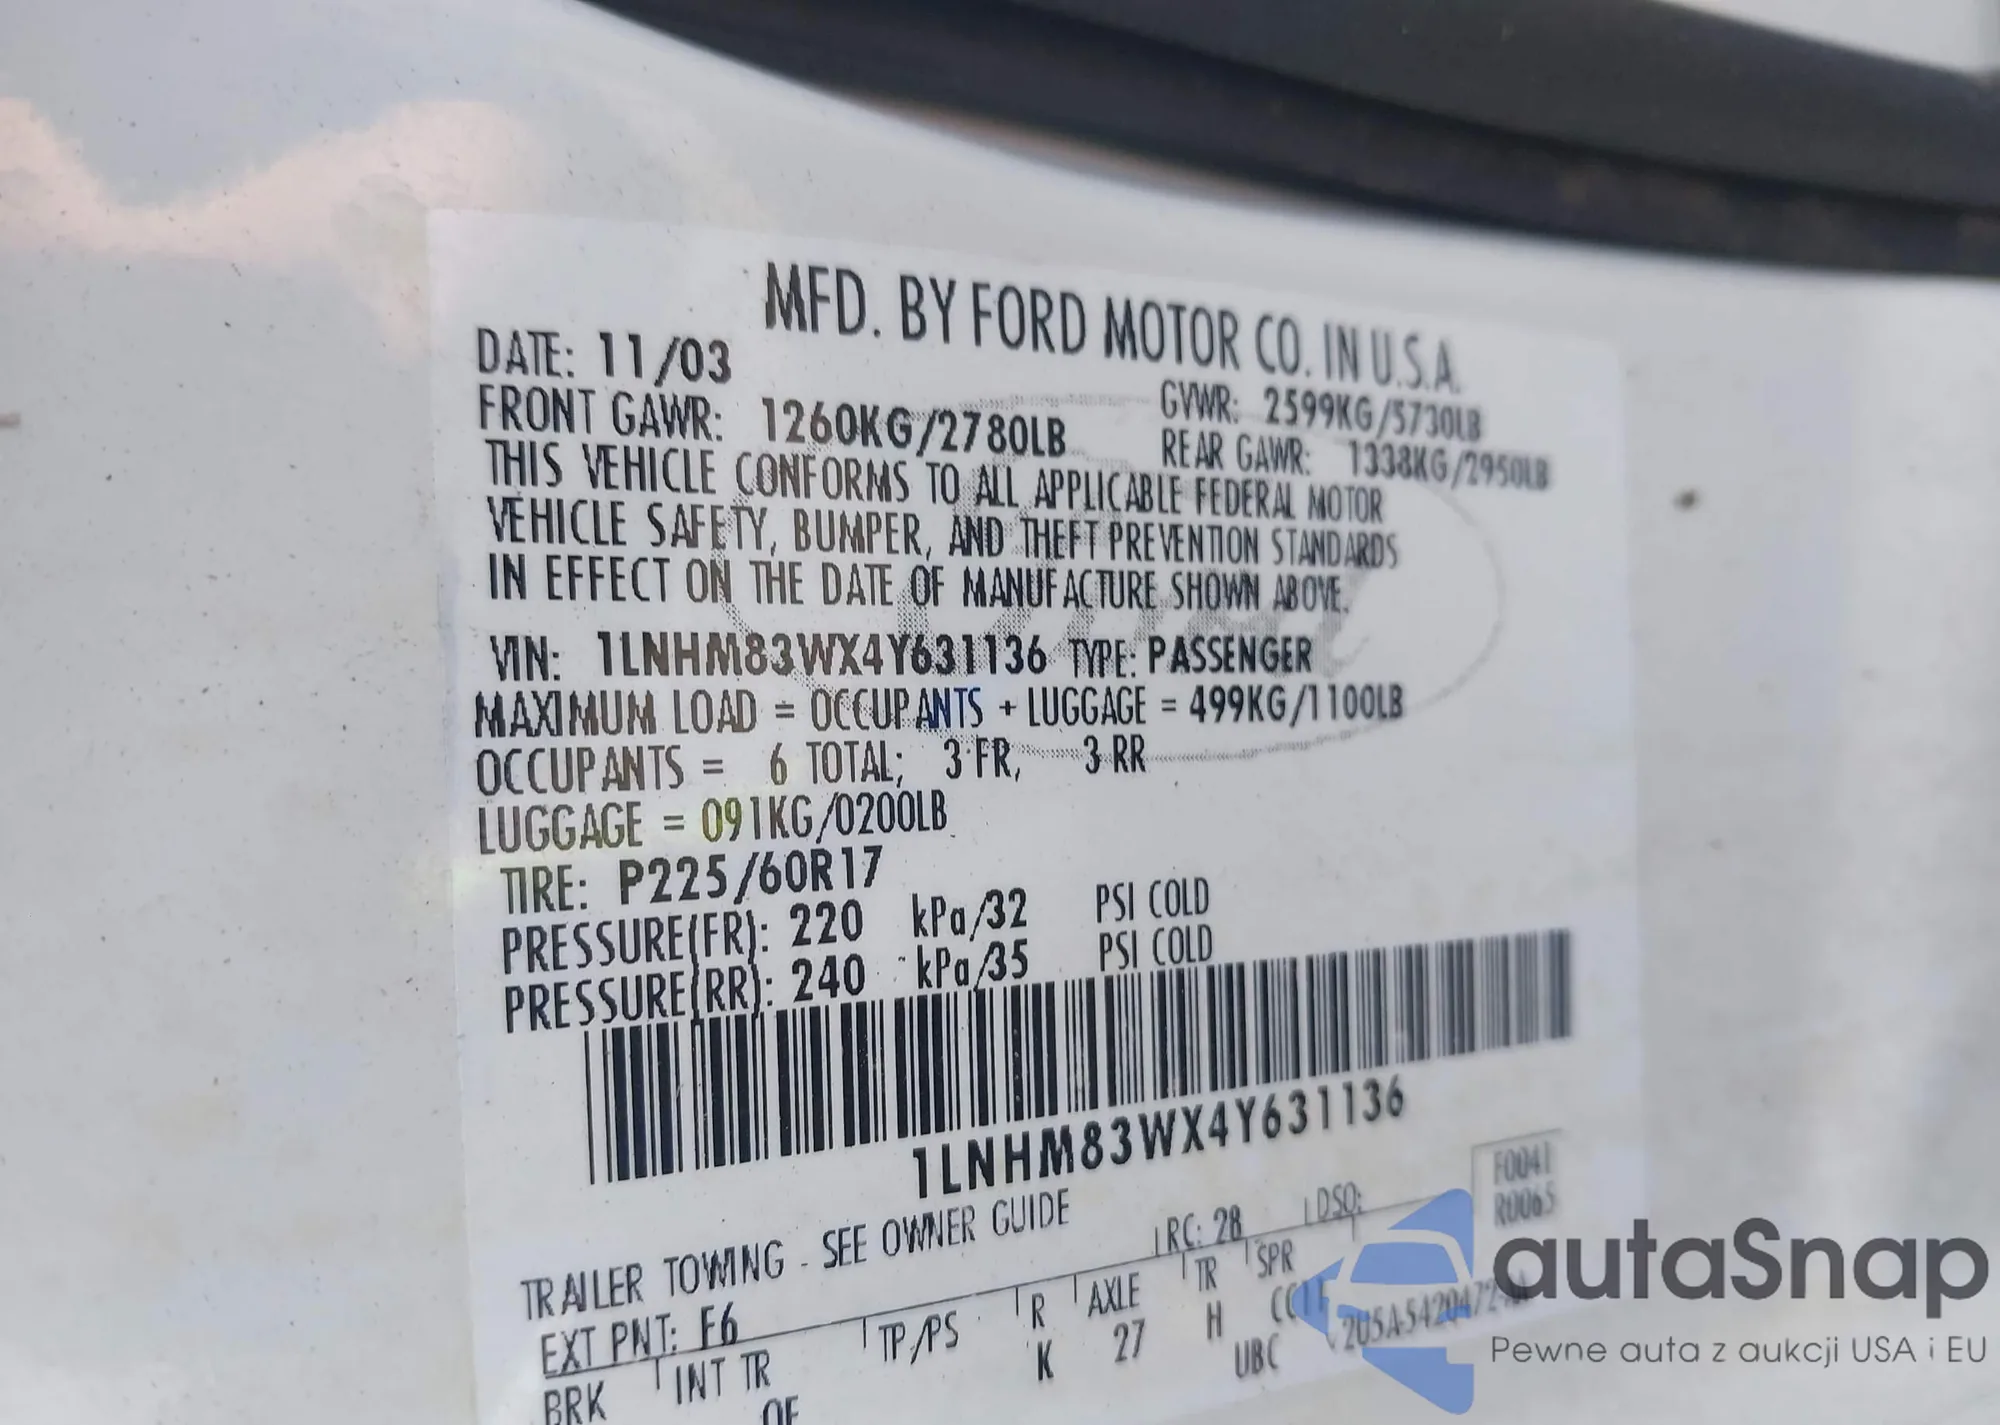 MFD. BY FORD MOTOR CO. IN U.S.A.
DATE: 11/03 GVWR: 2599KG/5730LB
FRONT GAWR: 1260KG/2780LB REAR GAWR: 1338KG/2950LB
THIS VEHICLE CONFORMS TO ALL APPLICABLE FEDERAL MOTOR
VEHICLE SAFETY, BUMPER, AND THEFT PREVENTION STANDARDS
IN EFFECT ON THE DATE OF MANUFACTURE SHOWN ABOVE.
VIN: 1LNHM83WX4Y631136 TYPE: PASSENGER
MAXIMUM LOAD = OCCUPANTS + LUGGAGE = 499KG/1100LB
OCCUPANTS = 6 TOTAL; 3 FR, 3 RR
LUGGAGE = 091KG/0200LB
TIRE: P225/60R17
PRESSURE(FR): 220 kPa/32 PSI COLD
PRESSURE(RR): 240 kPa/35 PSI COLD
1LNHM83WX4Y631136
F0041
R0065
TRAILER TOWING - SEE OWNER GUIDE
EXT PNT: F6 RC: 28 DSO:
BRK INT TR TP/PS R AXLE TR SPR
OF K 27 H
UBC
autaSnap
Pewne auta z aukcji USA i EU